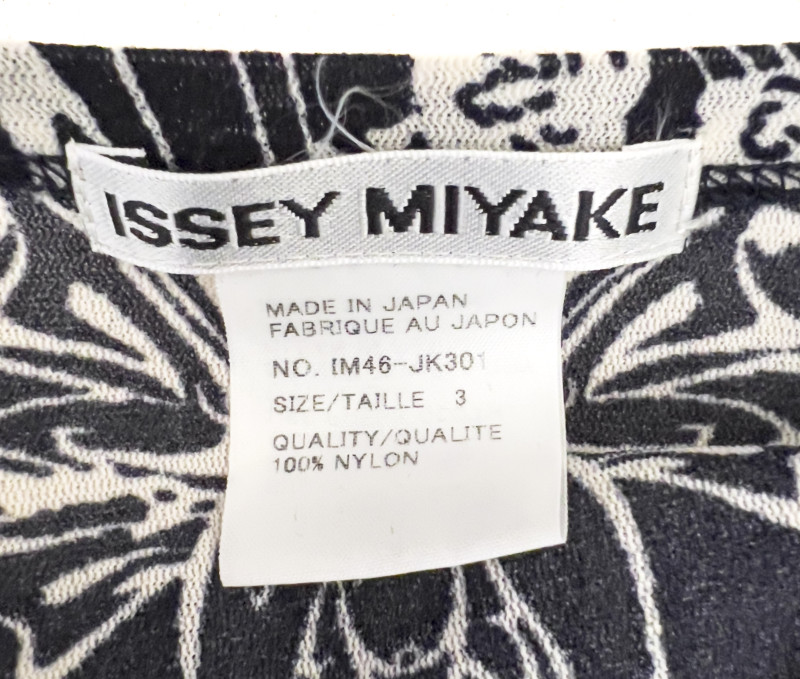 ISSEY MIYAKE
MADE IN JAPAN
FABRIQUE AU JAPON
NO. IM46-JK301
SIZE/TAILLE 3
QUALITY/QUALITE
100% NYLON